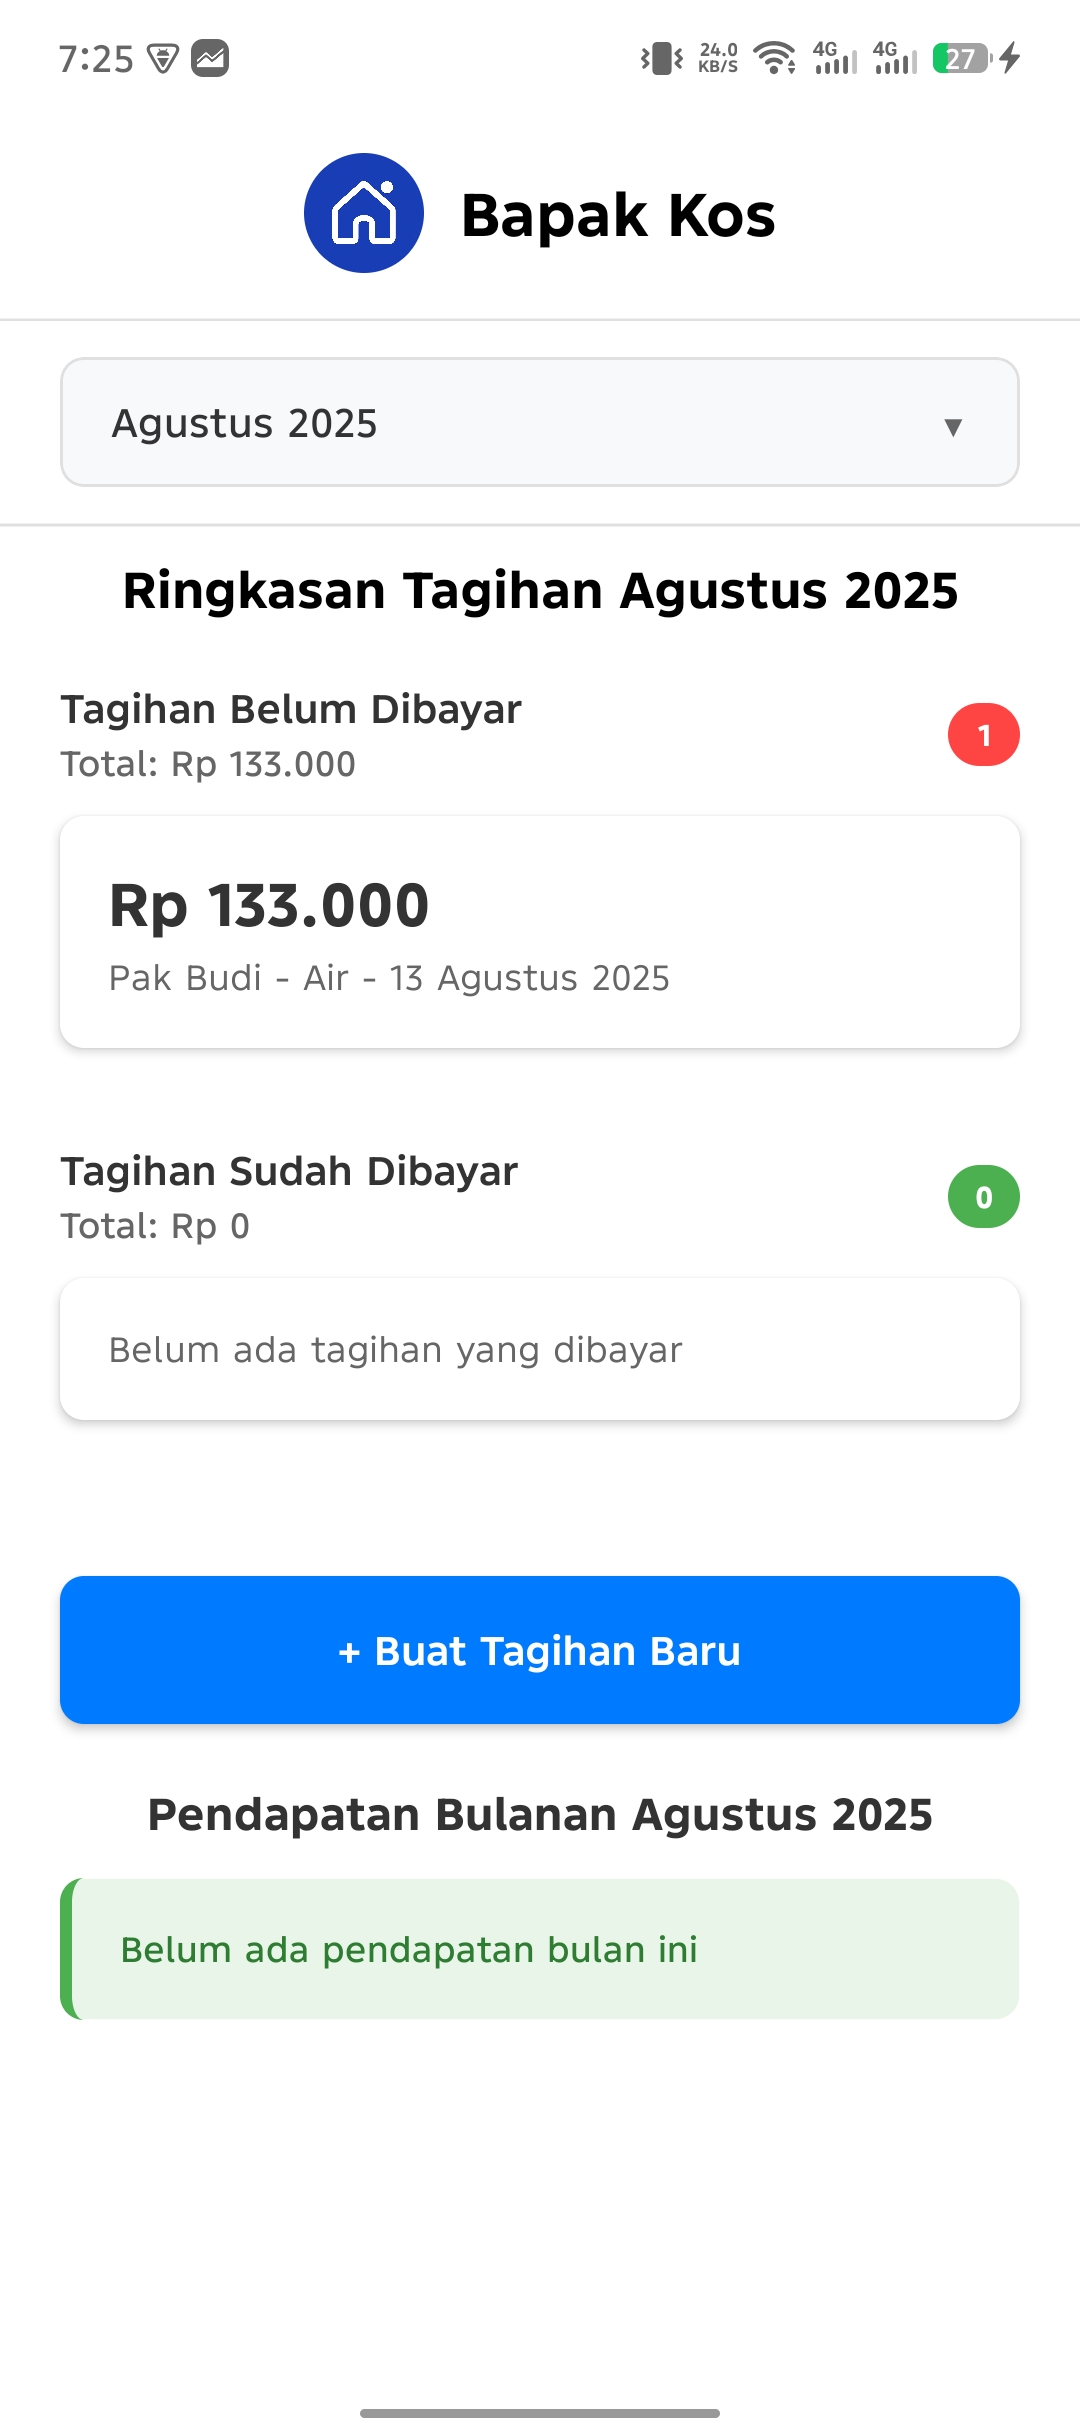 7:25
24.0
KB/S
4G
4G
27
Bapak Kos
Agustus 2025
Ringkasan Tagihan Agustus 2025
Tagihan Belum Dibayar
1
Total: Rp 133.000
Rp 133.000
Pak Budi - Air - 13 Agustus 2025
Tagihan Sudah Dibayar
0
Total: Rp 0
Belum ada tagihan yang dibayar
+ Buat Tagihan Baru
Pendapatan Bulanan Agustus 2025
Belum ada pendapatan bulan ini